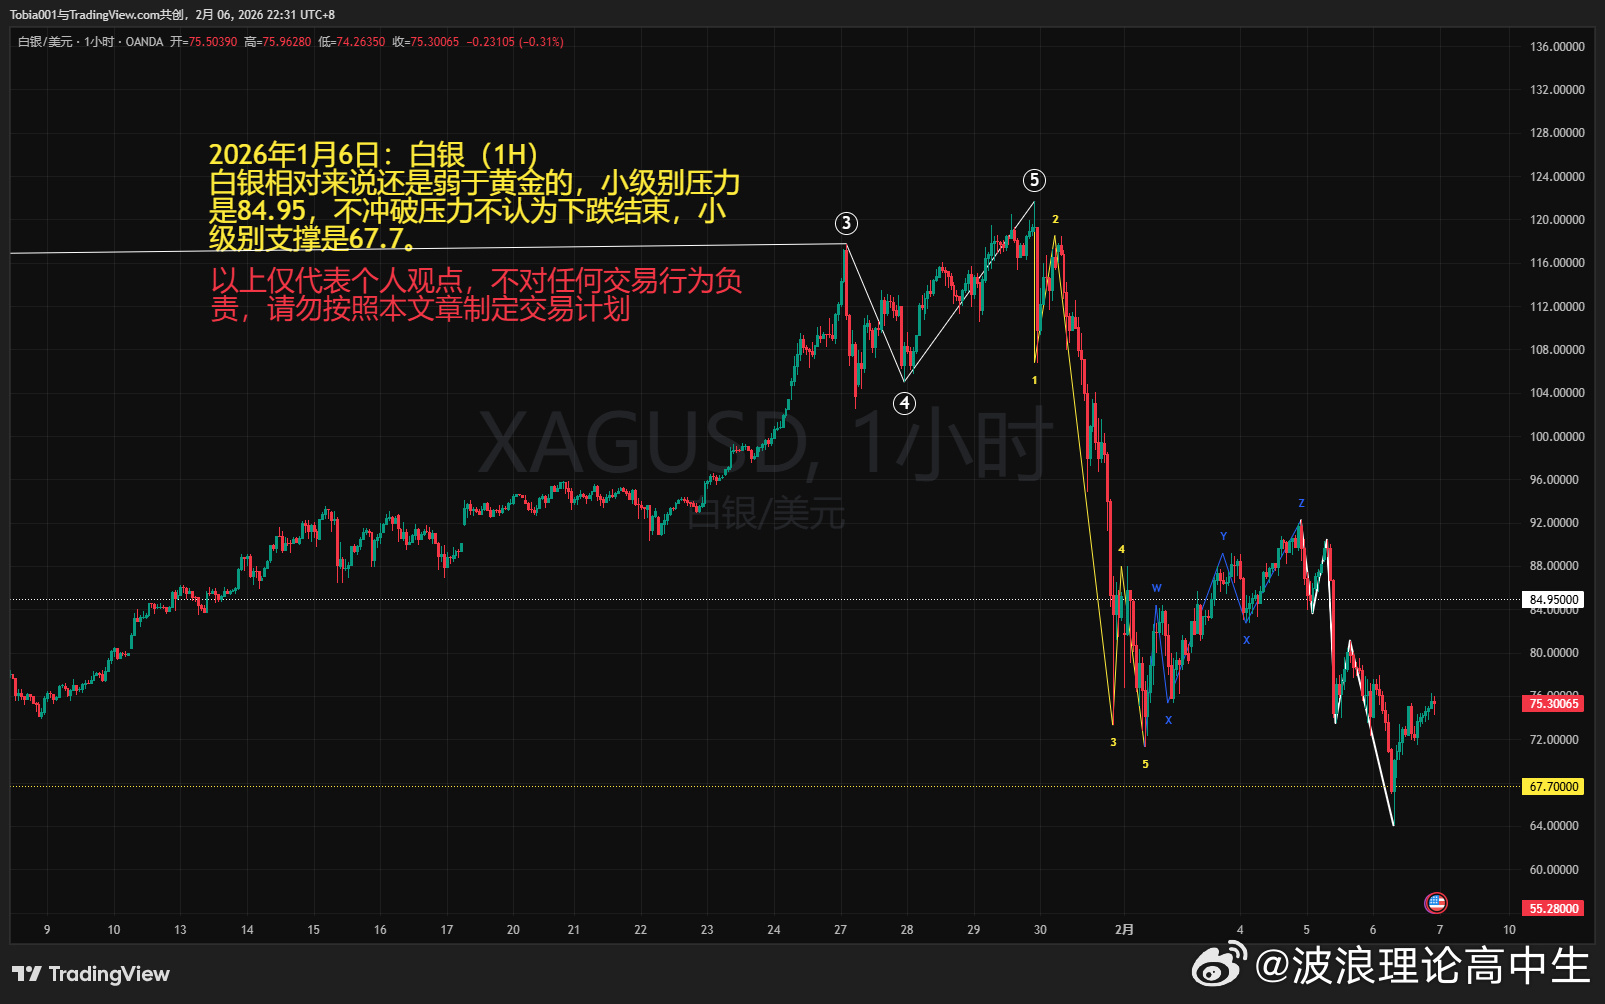 Tobia001与TradingView.com共创，2月 06, 2026 22:31 UTC+8
白银/美元 · 1小时 · OANDA 开=75.50390 高=75.96280 低=74.26350 收=75.30065 −0.23105 (−0.31%)
2026年1月6日：白银（1H）
白银相对来说还是弱于黄金的，小级别压力
是84.95，不冲破压力不认为下跌结束，小
级别支撑是67.7。
以上仅代表个人观点，不对任何交易行为负
责，请勿按照本文章制定交易计划
XAGUSD, 1小时
白银/美元
3
4
5
1
2
3
4
5
W
X
Y
X
Z
136.00000
132.00000
128.00000
124.00000
120.00000
116.00000
112.00000
108.00000
104.00000
100.00000
96.00000
92.00000
88.00000
84.95000
84.00000
80.00000
76.00000
75.30065
72.00000
67.70000
64.00000
60.00000
55.28000
9 10 13 14 15 16 19 20 21 22 23 24 27 28 29 30 2月 3 4 5 6 7 10
TradingView
@波浪理论高中生